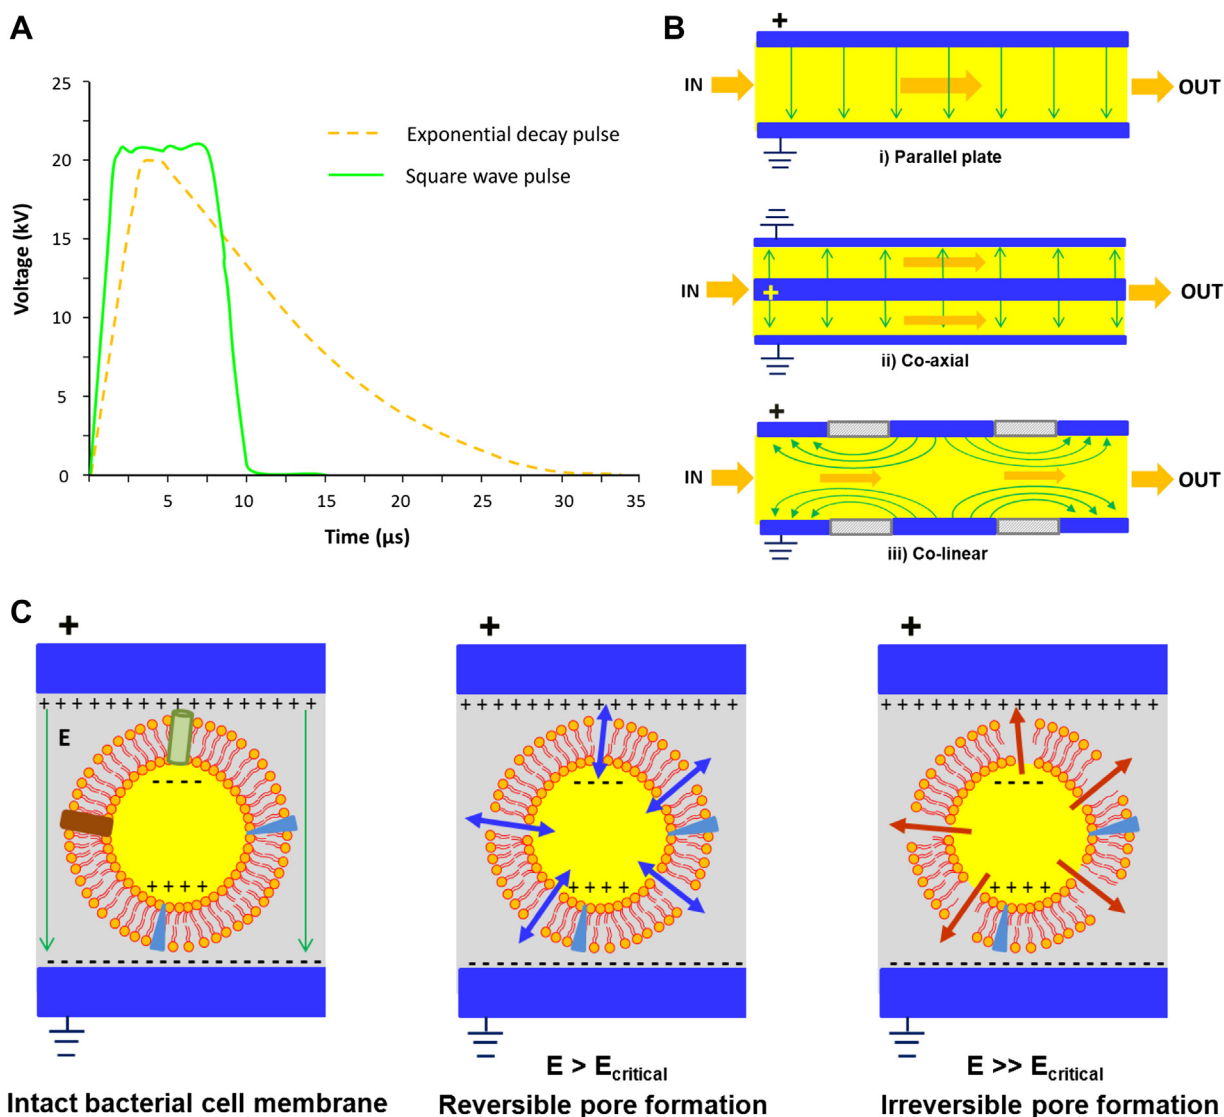 A
Voltage (kV)
25
20
15
10
5
0
5
10
15
20
25
30
35
Time (µs)
Exponential decay pulse
Square wave pulse
B
+
IN
OUT
i) Parallel plate
IN
+
OUT
ii) Co-axial
+
IN
OUT
iii) Co-linear
C
+
+ + + + + + + + + + + + + + + + +
E
- - - -
+ + + +
- - - - - - - - - - - - - - - - - - - - - -
Intact bacterial cell membrane
+
+ + + + + + + + + + + + + + + + +
- - - - -
+ + + +
- - - - - - - - - - - - - - - - - - - - - -
E > Ecritical
Reversible pore formation
+
+ + + + + + + + + + + + + + + + +
- - - - -
+ + + +
- - - - - - - - - - - - - - - - - - - - - -
E >> Ecritical
Irreversible pore formation